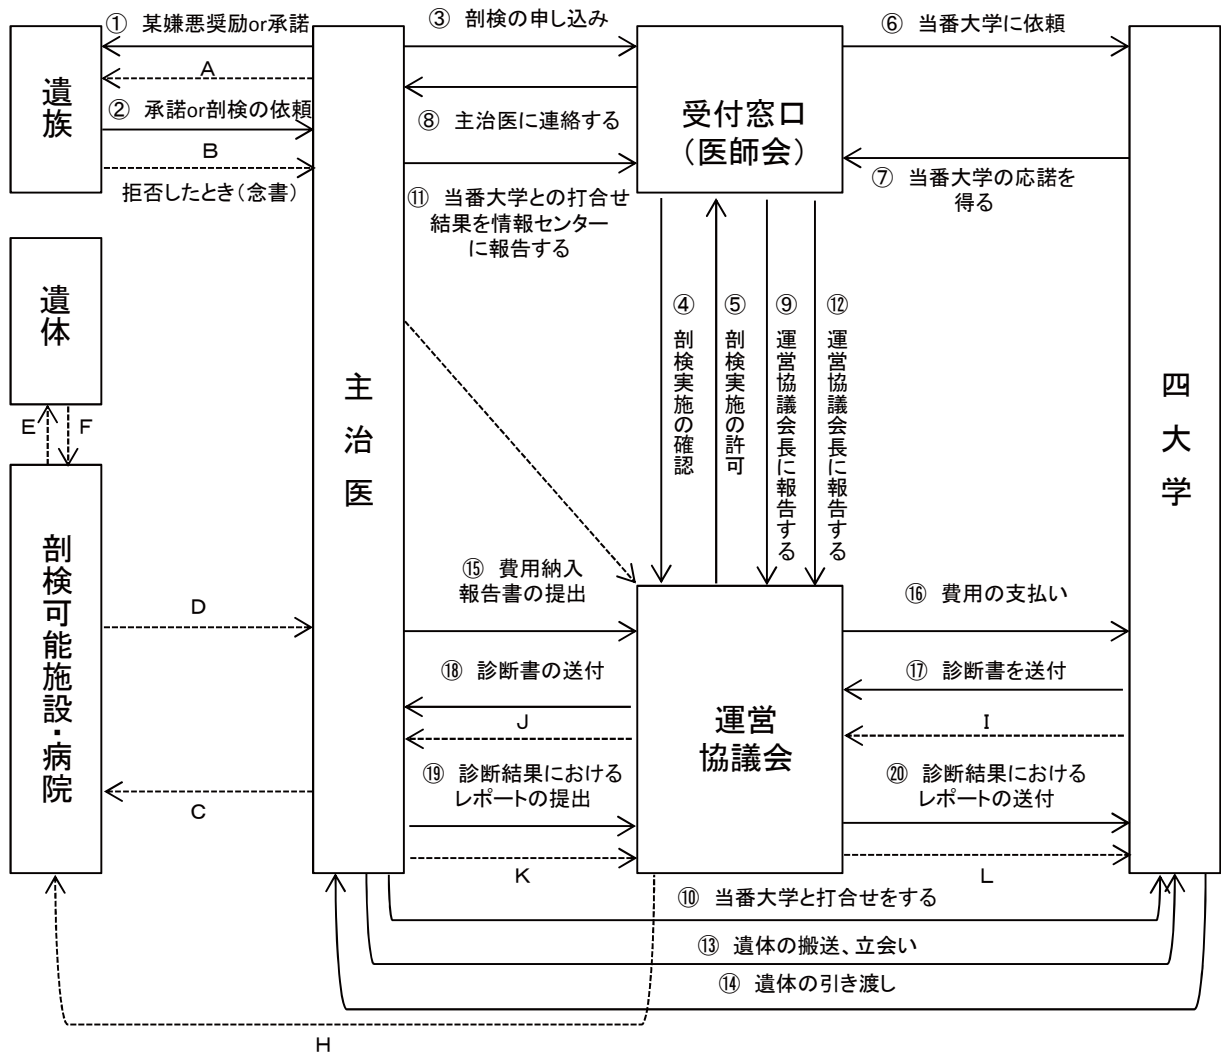 ① 某嫌悪奨励or承諾
③ 剖検の申し込み
⑥ 当番大学に依頼
A
遺族
② 承諾or剖検の依頼
⑧ 主治医に連絡する
受付窓口
(医師会)
B
拒否したとき(念書)
⑦ 当番大学の応諾を
得る
⑪ 当番大学との打合せ
結果を情報センター
に報告する
遺体
主治医
④ 剖検実施の確認
⑤ 剖検実施の許可
⑨ 運営協議会長に報告する
⑫ 運営協議会長に報告する
四大学
E
F
剖検可能施設・病院
D
⑮ 費用納入
報告書の提出
⑯ 費用の支払い
⑱ 診断書の送付
⑰ 診断書を送付
J
運営
協議会
I
C
⑲ 診断結果における
レポートの提出
⑳ 診断結果における
レポートの送付
K
L
⑩ 当番大学と打合せをする
⑬ 遺体の搬送、立会い
⑭ 遺体の引き渡し
H